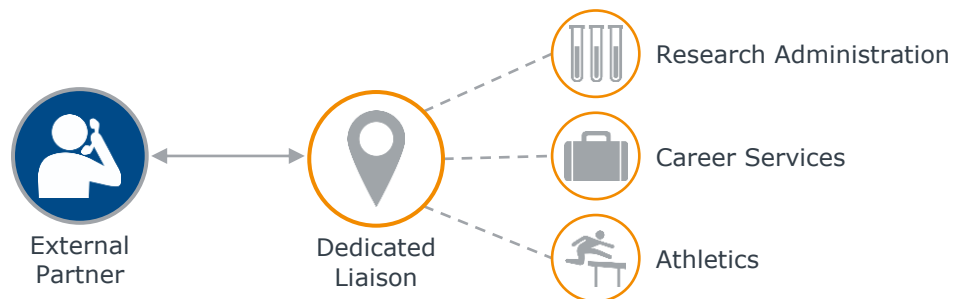 External
Partner
Dedicated
Liaison
Research Administration
Career Services
Athletics